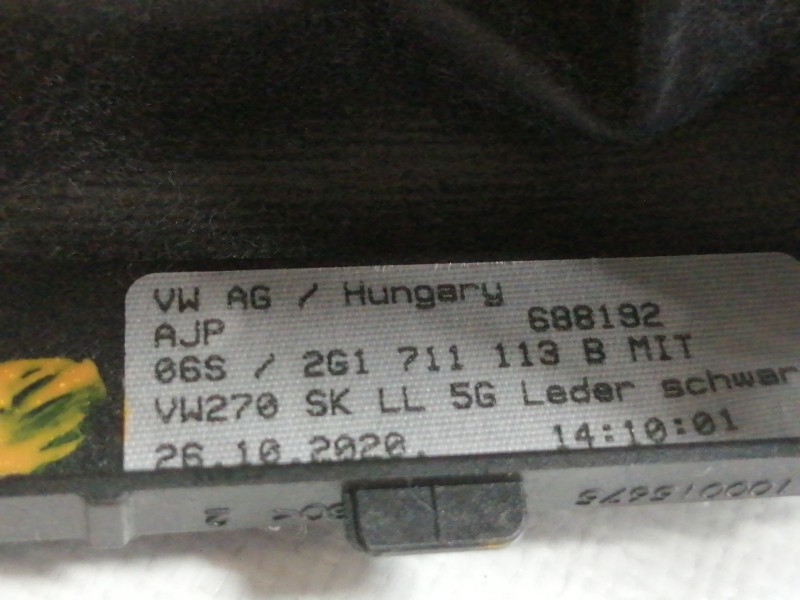 VW AG / Hungary
AJP 688192
06S / 2G1 711 113 B MIT
VW270 SK LL 5G Leder schwar
26.10.2020. 14:10:01